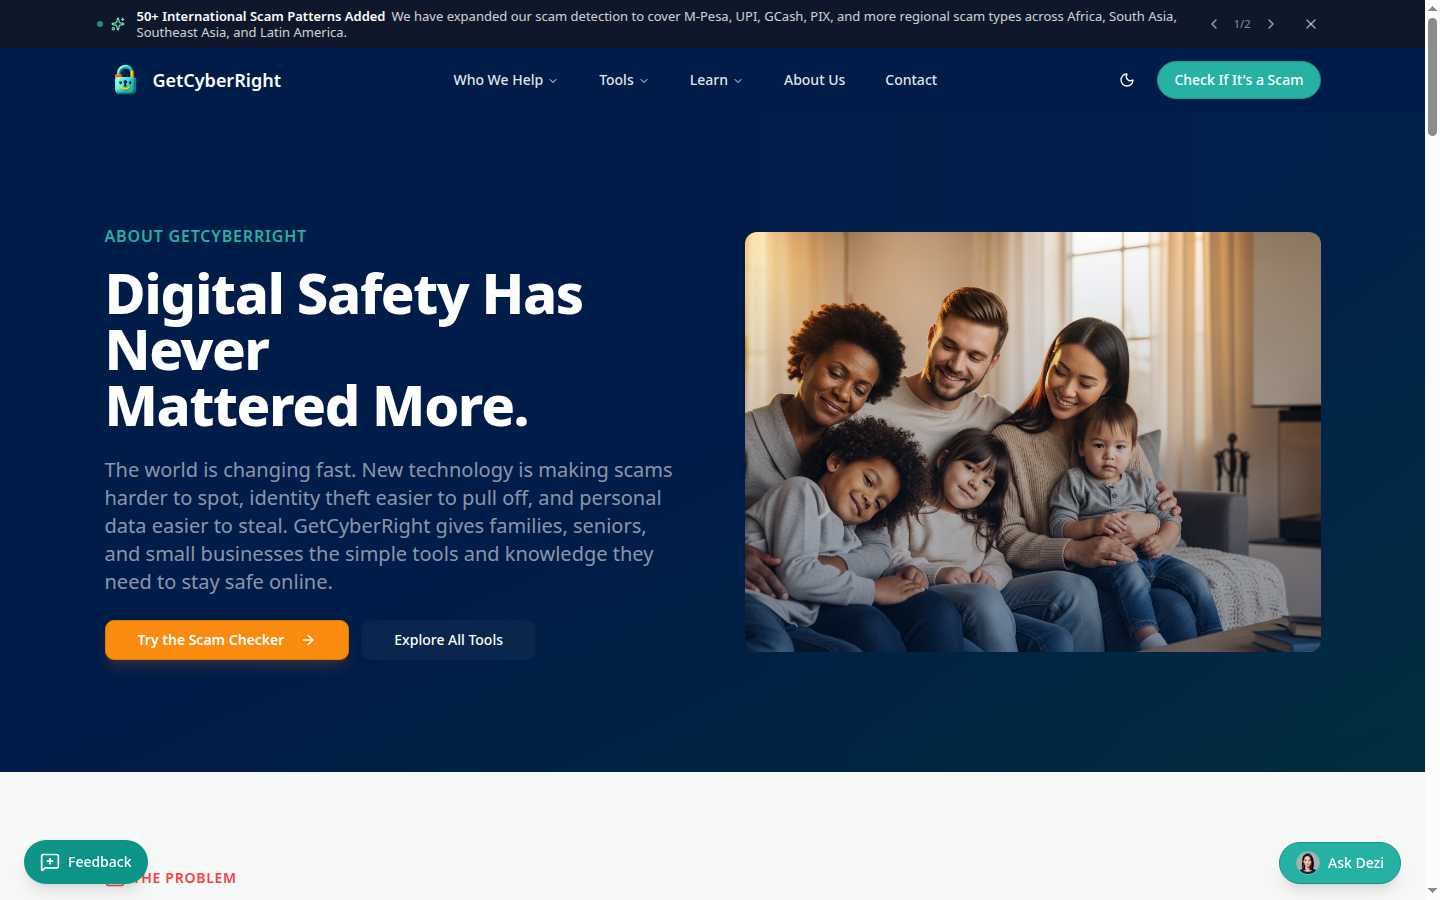 50+ International Scam Patterns Added We have expanded our scam detection to cover M-Pesa, UPI, GCash, PIX, and more regional scam types across Africa, South Asia,
Southeast Asia, and Latin America.
1/2
GetCyberRight
Who We Help
Tools
Learn
About Us
Contact
Check If It's a Scam
ABOUT GETCYBERRIGHT
Digital Safety Has
Never
Mattered More.
The world is changing fast. New technology is making scams
harder to spot, identity theft easier to pull off, and personal
data easier to steal. GetCyberRight gives families, seniors,
and small businesses the simple tools and knowledge they
need to stay safe online.
Try the Scam Checker
Explore All Tools
Feedback
THE PROBLEM
Ask Dezi